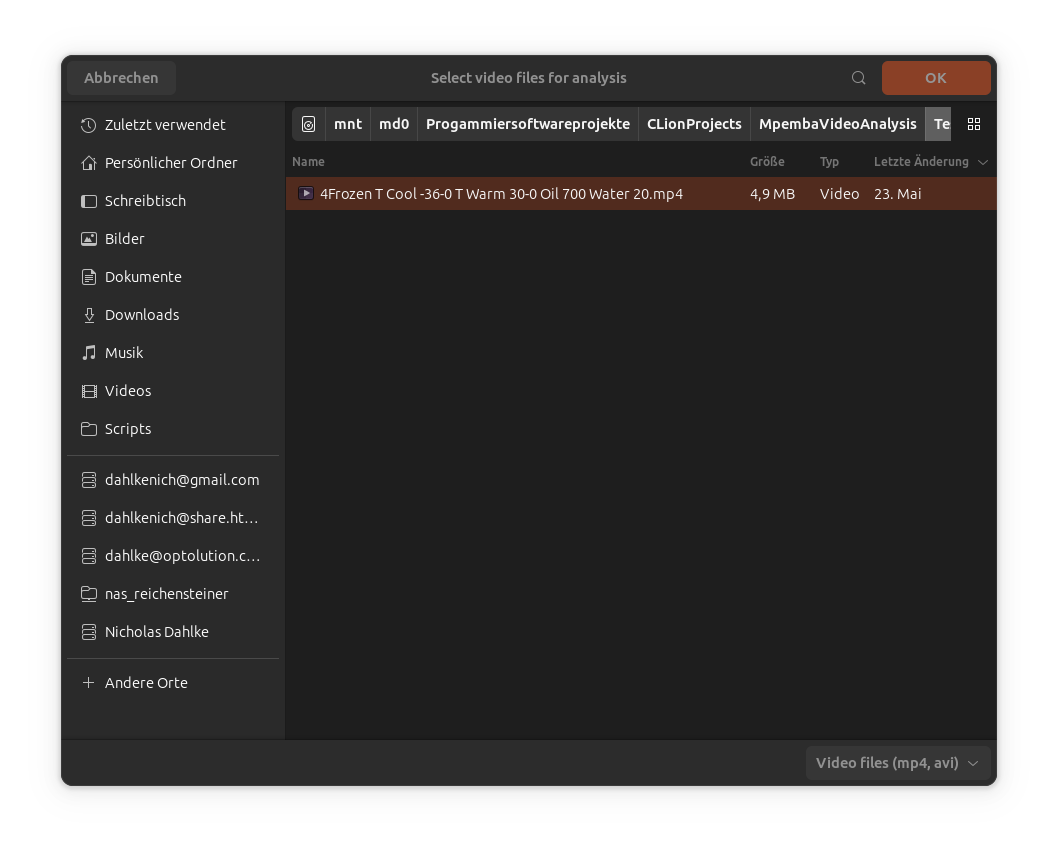 Abbrechen Select video files for analysis OK
Zuletzt verwendet
Persönlicher Ordner
Schreibtisch
Bilder
Dokumente
Downloads
Musik
Videos
Scripts
dahlkenich@gmail.com
dahlkenich@share.ht...
dahlke@optolution.c...
nas_reichensteiner
Nicholas Dahlke
Andere Orte
mnt md0 Progammiersoftwareprojekte CLionProjects MpembaVideoAnalysis Te
Name Größe Typ Letzte Änderung
4Frozen T Cool -36-0 T Warm 30-0 Oil 700 Water 20.mp4 4,9 MB Video 23. Mai
Video files (mp4, avi)